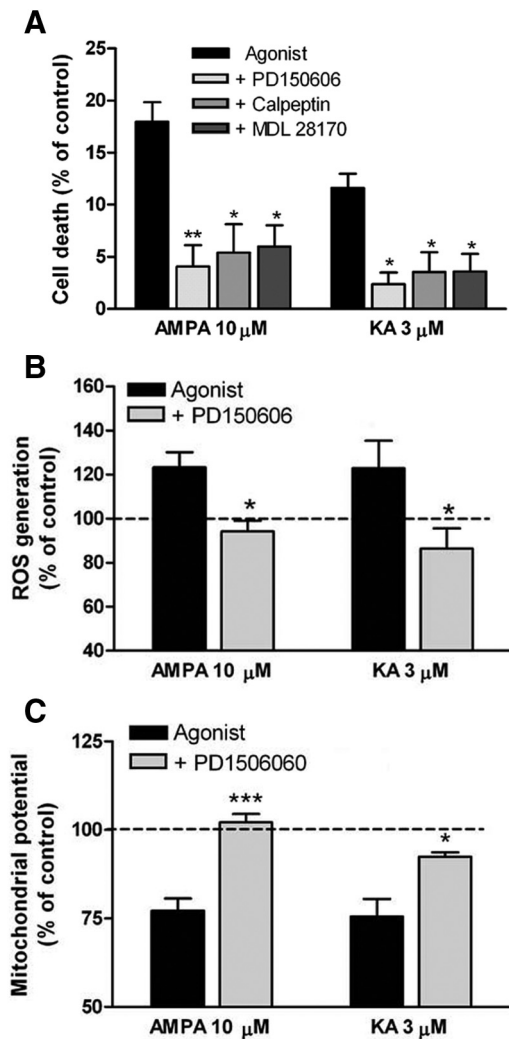 A
Cell death (% of control)
25
20
15
10
5
0
Agonist
+ PD150606
+ Calpeptin
+ MDL 28170
**
*
*
*
*
*
AMPA 10 μM
KA 3 μM
B
ROS generation
(% of control)
160
140
120
100
80
60
40
Agonist
+ PD150606
*
*
AMPA 10 μM
KA 3 μM
C
Mitochondrial potential
(% of control)
125
100
75
50
Agonist
+ PD1506060
***
*
AMPA 10 μM
KA 3 μM